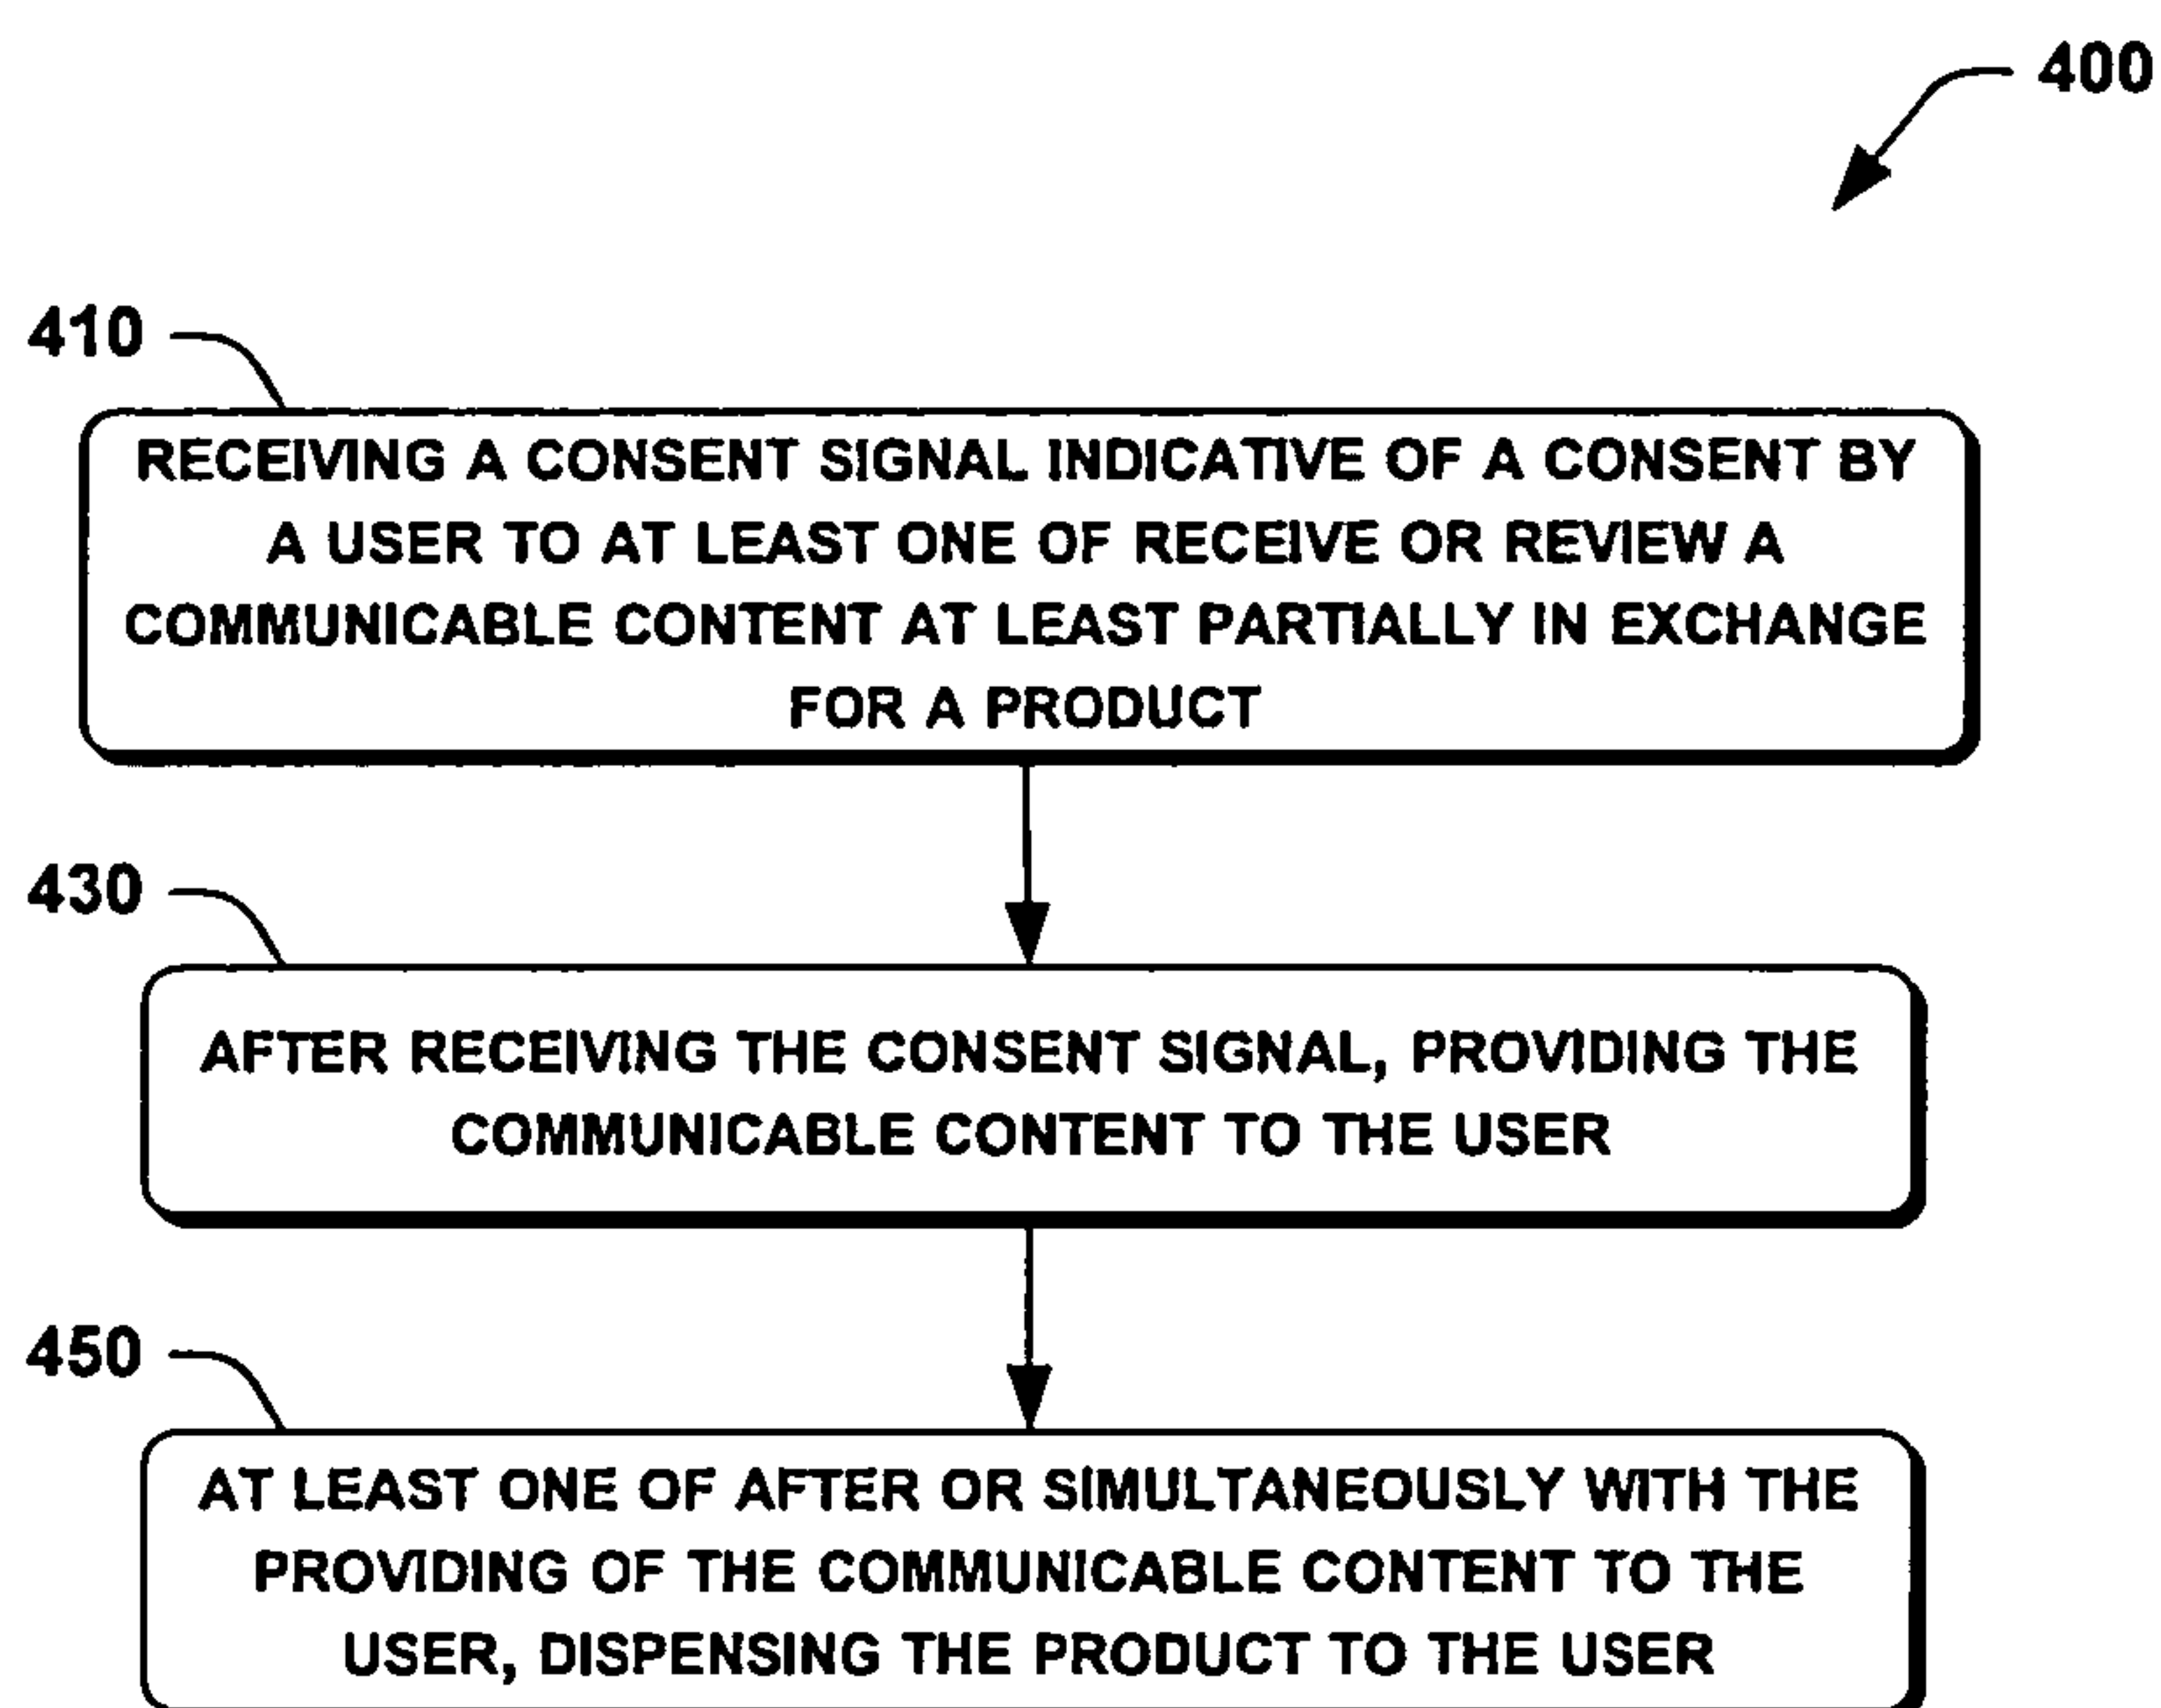 400
410
RECEIVING A CONSENT SIGNAL INDICATIVE OF A CONSENT BY
A USER TO AT LEAST ONE OF RECEIVE OR REVIEW A
COMMUNICABLE CONTENT AT LEAST PARTIALLY IN EXCHANGE
FOR A PRODUCT
430
AFTER RECEIVING THE CONSENT SIGNAL, PROVIDING THE
COMMUNICABLE CONTENT TO THE USER
450
AT LEAST ONE OF AFTER OR SIMULTANEOUSLY WITH THE
PROVIDING OF THE COMMUNICABLE CONTENT TO THE
USER, DISPENSING THE PRODUCT TO THE USER